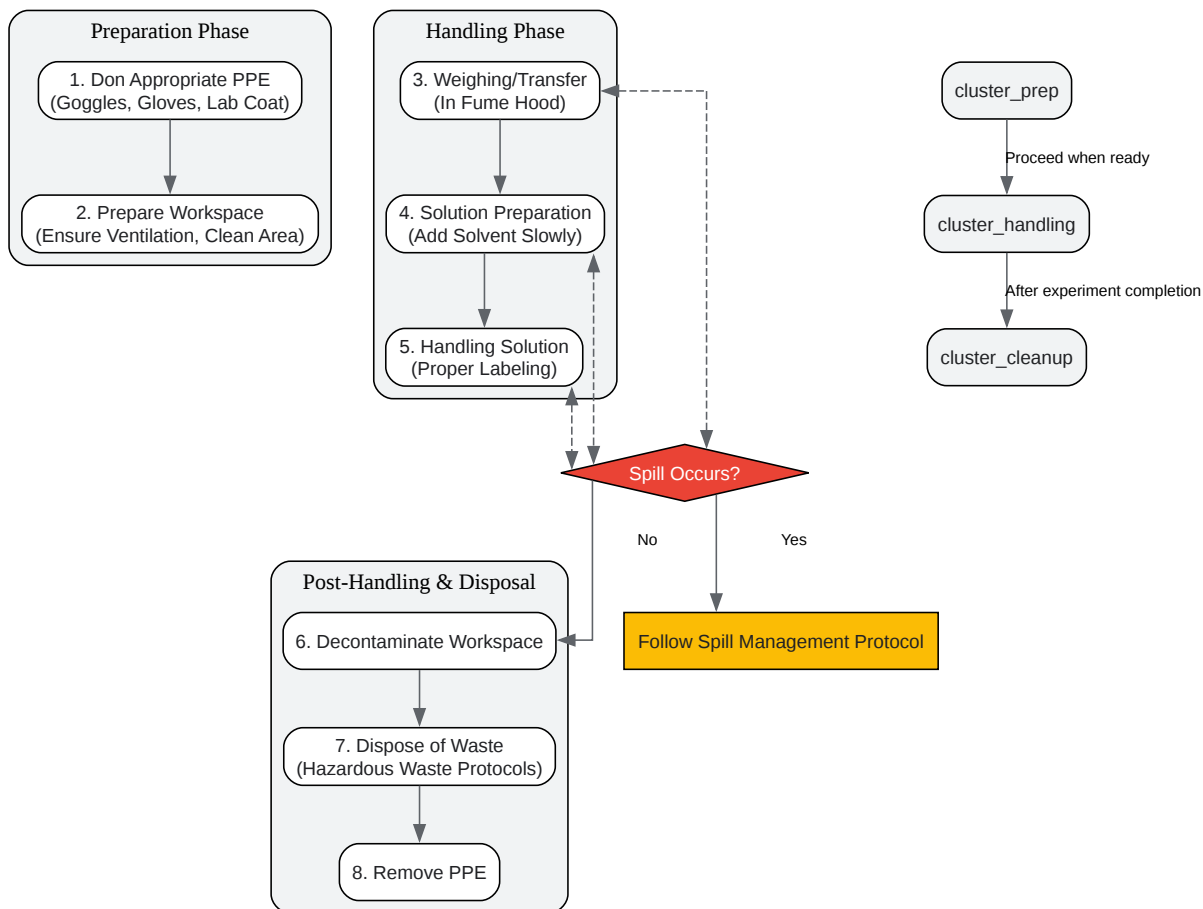 Preparation Phase
1. Don Appropriate PPE
(Goggles, Gloves, Lab Coat)
2. Prepare Workspace
(Ensure Ventilation, Clean Area)
Handling Phase
3. Weighing/Transfer
(In Fume Hood)
4. Solution Preparation
(Add Solvent Slowly)
5. Handling Solution
(Proper Labeling)
cluster_prep
Proceed when ready
cluster_handling
After experiment completion
cluster_cleanup
Spill Occurs?
No
Yes
Follow Spill Management Protocol
Post-Handling & Disposal
6. Decontaminate Workspace
7. Dispose of Waste
(Hazardous Waste Protocols)
8. Remove PPE